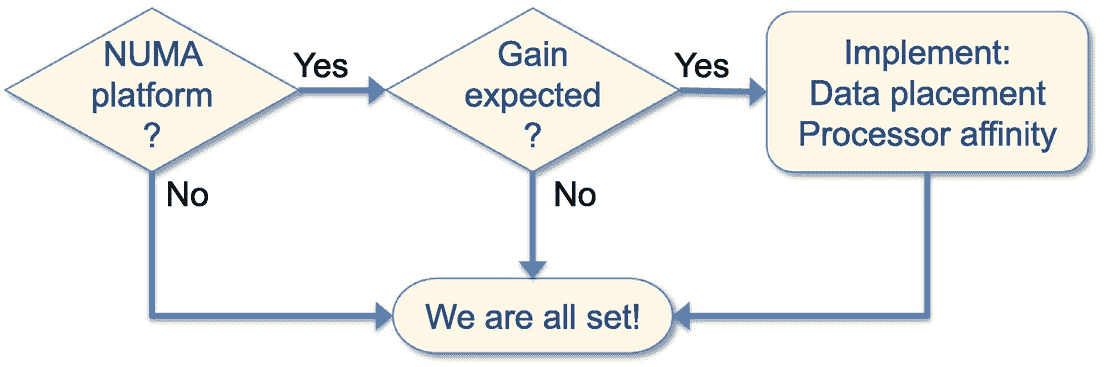 NUMA
platform
?
Yes
Gain
expected
?
Yes
Implement:
Data placement
Processor affinity
No
No
We are all set!